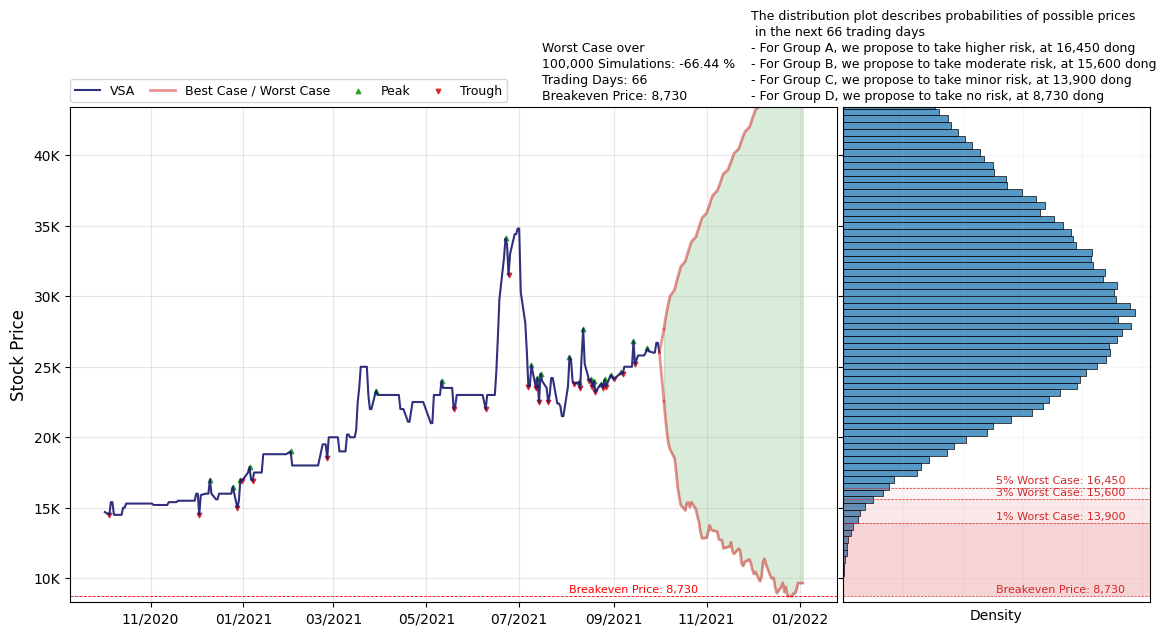 The distribution plot describes probabilities of possible prices
in the next 66 trading days
- For Group A, we propose to take higher risk, at 16,450 dong
- For Group B, we propose to take moderate risk, at 15,600 dong
- For Group C, we propose to take minor risk, at 13,900 dong
- For Group D, we propose to take no risk, at 8,730 dong
Worst Case over
100,000 Simulations: -66.44 %
Trading Days: 66
Breakeven Price: 8,730
VSA
Best Case / Worst Case
Peak
Trough
Stock Price
40K
35K
30K
25K
20K
15K
10K
Breakeven Price: 8,730
11/2020
01/2021
03/2021
05/2021
07/2021
09/2021
11/2021
01/2022
5% Worst Case: 16,450
3% Worst Case: 15,600
1% Worst Case: 13,900
Breakeven Price: 8,730
Density